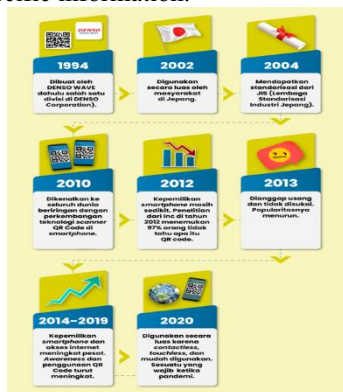 DENSO
1994
Dibuat oleh
DENSO WAVE
dahulu salah satu
divisi di DENSO
Corporation).
2002
Digunakan
secara luas oleh
masyarakat
di Jepang.
2004
Mendapatkan
standarisasi dari
JIS (Lembaga
Standorisasi
Industri Jepang).
2010
Dikenalkan ke
seluruh dunia
beriringan dengan
perkembangan
teknologi scanner
QR Code di
smartphone.
2012
Kepemilikan
smartphone masih
sedikit. Penelitian
dari Inc di tahun
2012 menemukan
97% orang tidak
tahu apa itu
QR code.
2013
Dianggap usang
dan tidak disukai.
Popularitasnya
menurun.
2014-2019
Kepemilikan
smartphone dan
akses internet
meningkat pesat.
Awareness dan
penggunaan QR
Code turut
meningkat.
2020
Digunakan secara
luas karena
contactless,
touchless, dan
mudah digunakan.
Sesuatu yang
wajib ketika
pandemi.